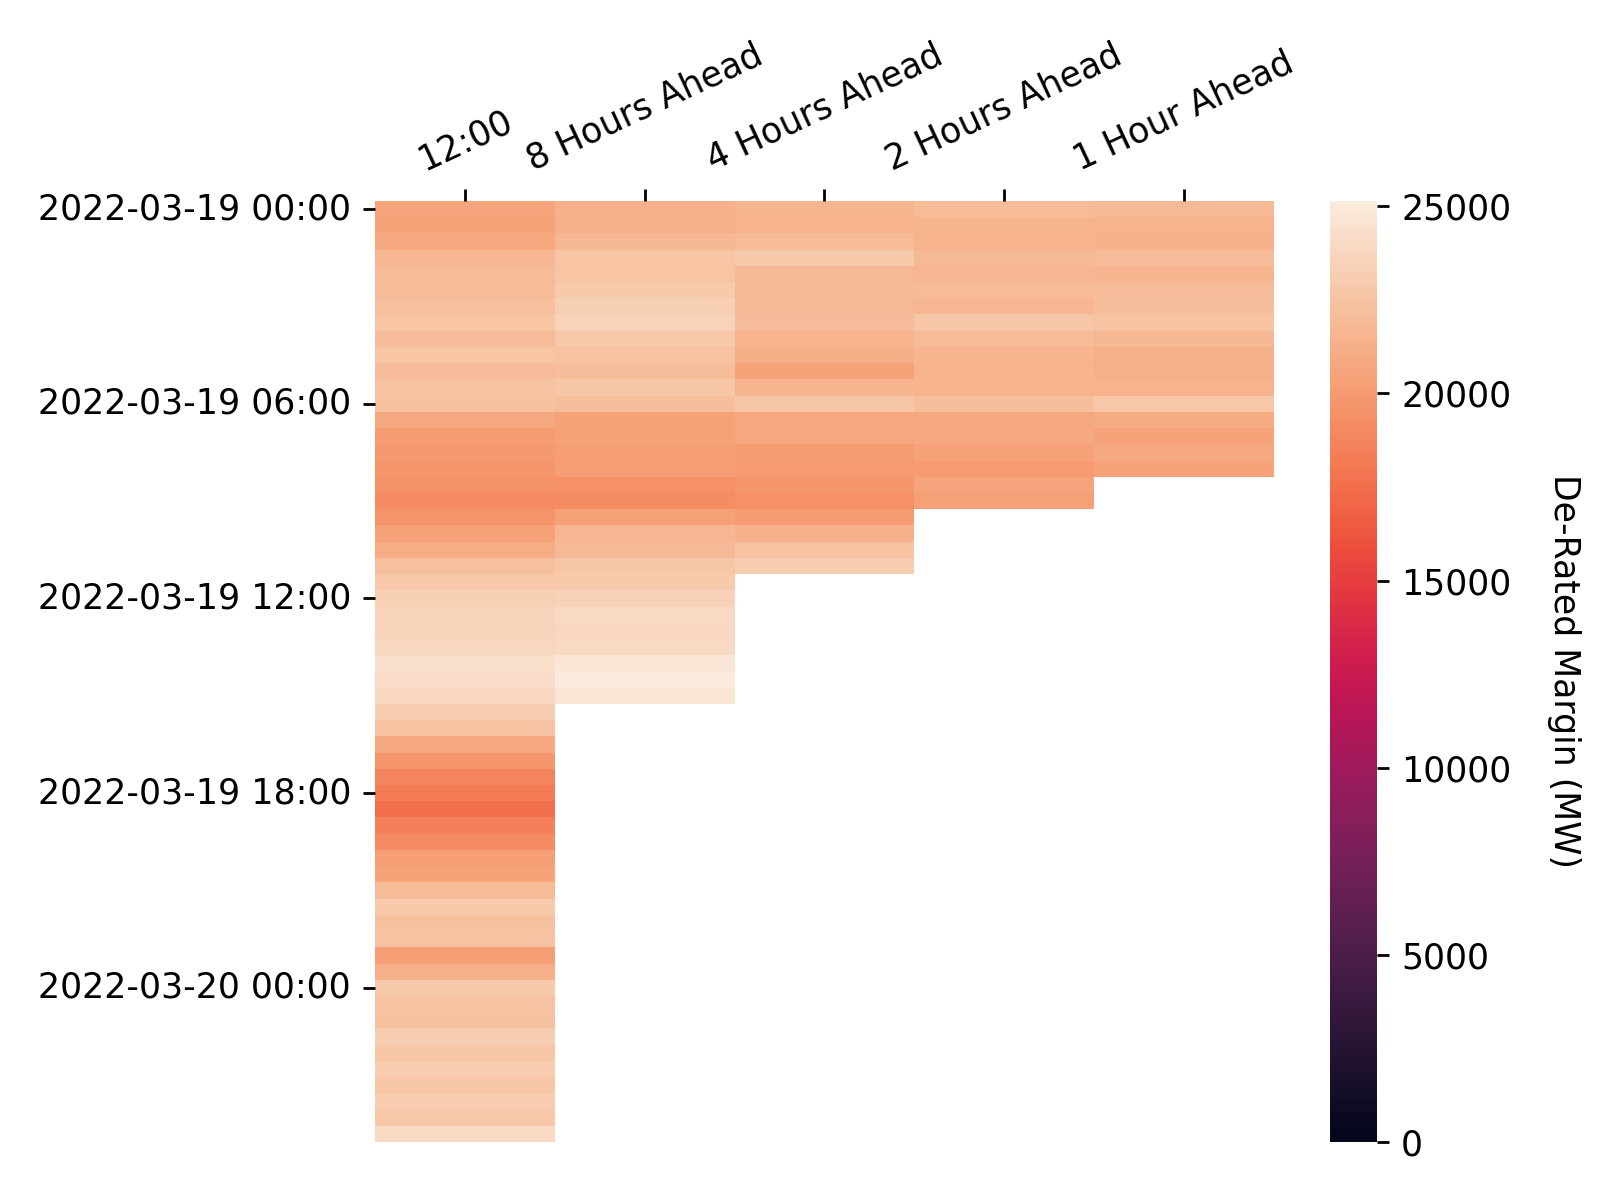 12:00
8 Hours Ahead
4 Hours Ahead
2 Hours Ahead
1 Hour Ahead
2022-03-19 00:00
2022-03-19 06:00
2022-03-19 12:00
2022-03-19 18:00
2022-03-20 00:00
25000
20000
15000
10000
5000
0
De-Rated Margin (MW)